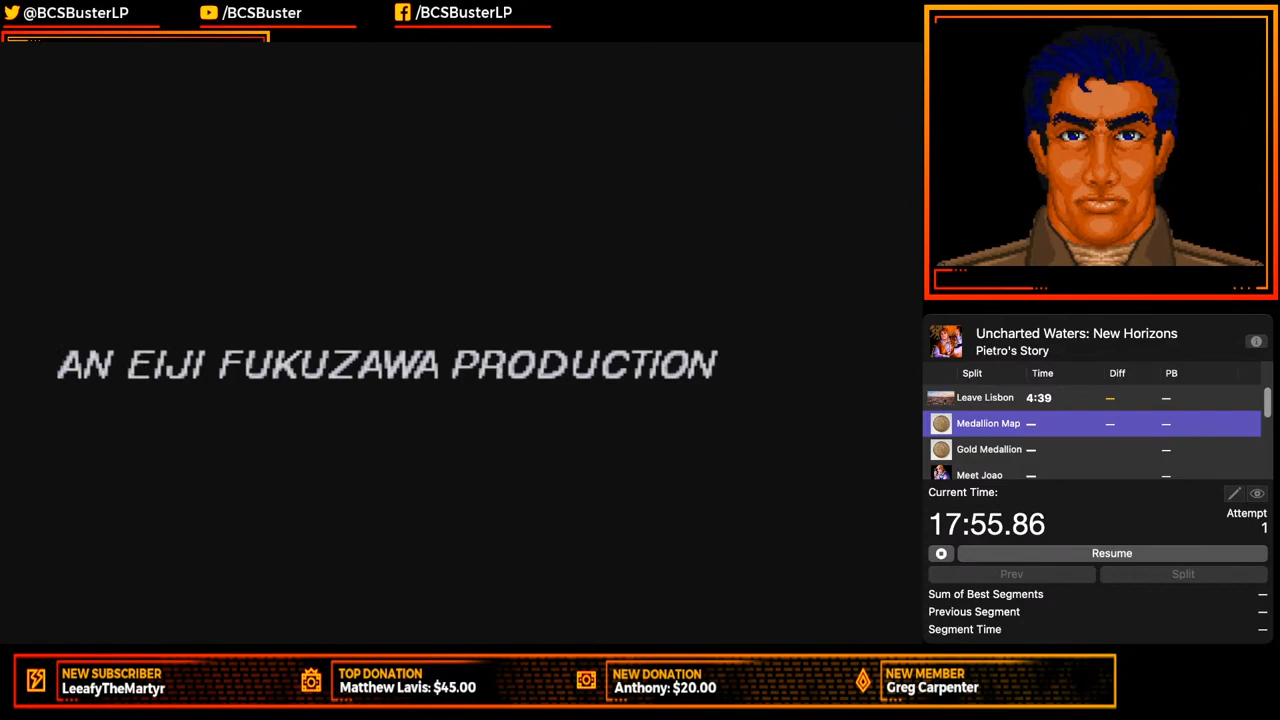 @BCSBusterLP
/BCSBuster
/BCSBusterLP
AN EIJI FUKUZAWA PRODUCTION
Uncharted Waters: New Horizons
Pietro's Story
Split Time Diff PB
Leave Lisbon 4:39 — —
Medallion Map — — —
Gold Medallion — — —
Meet Joao — — —
Current Time:
17:55.86
Attempt
1
Resume
Prev
Split
Sum of Best Segments —
Previous Segment —
Segment Time —
NEW SUBSCRIBER
LeeafyTheMartyr
TOP DONATION
Matthew Lavis: $45.00
NEW DONATION
Anthony: $20.00
NEW MEMBER
Greg Carpenter